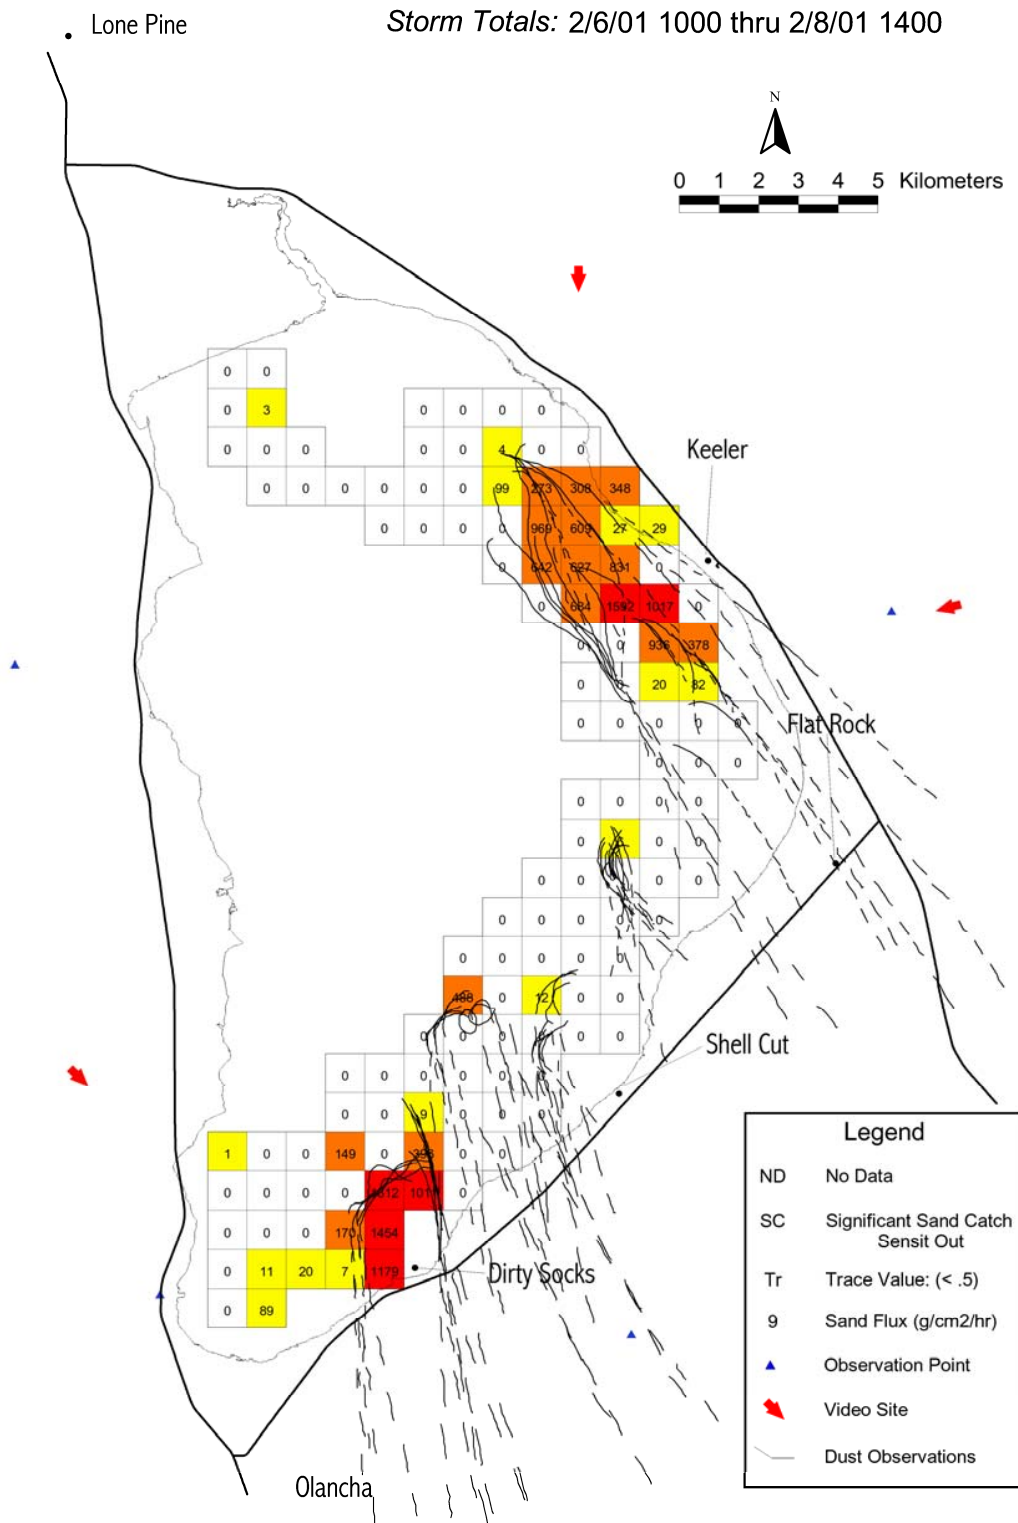 Storm Totals: 2/6/01 1000 thru 2/8/01 1400
Lone Pine
N
0 1 2 3 4 5 Kilometers
0 0
0 3 0 0 0 0
0 0 0 0 0 4 0 0
Keeler
0 0 0 0 0 0 99 273 308 348
0 0 0 0 969 609 27 29
0 642 627 831 0
0 684 1592 1017 0
0 0 936 378
0 20 82
0 0 0 0 0
Flat Rock
0 0
0 0 0 0
0 0 0
0 0 0 0
0 0 0 0 0
0 0 0 0 0
488 0 12 0 0
0 0 0 0 0
Shell Cut
0 0 0 0 0 0
0 0 9 0 0 0
1 0 0 149 0
0 0 0 0 0
0 0 0 170 1454
0 11 20 7 1179
Dirty Socks
0 89
Olancha
Legend
ND No Data
SC Significant Sand Catch
Sensit Out
Tr Trace Value: (< .5)
9 Sand Flux (g/cm2/hr)
Observation Point
Video Site
Dust Observations